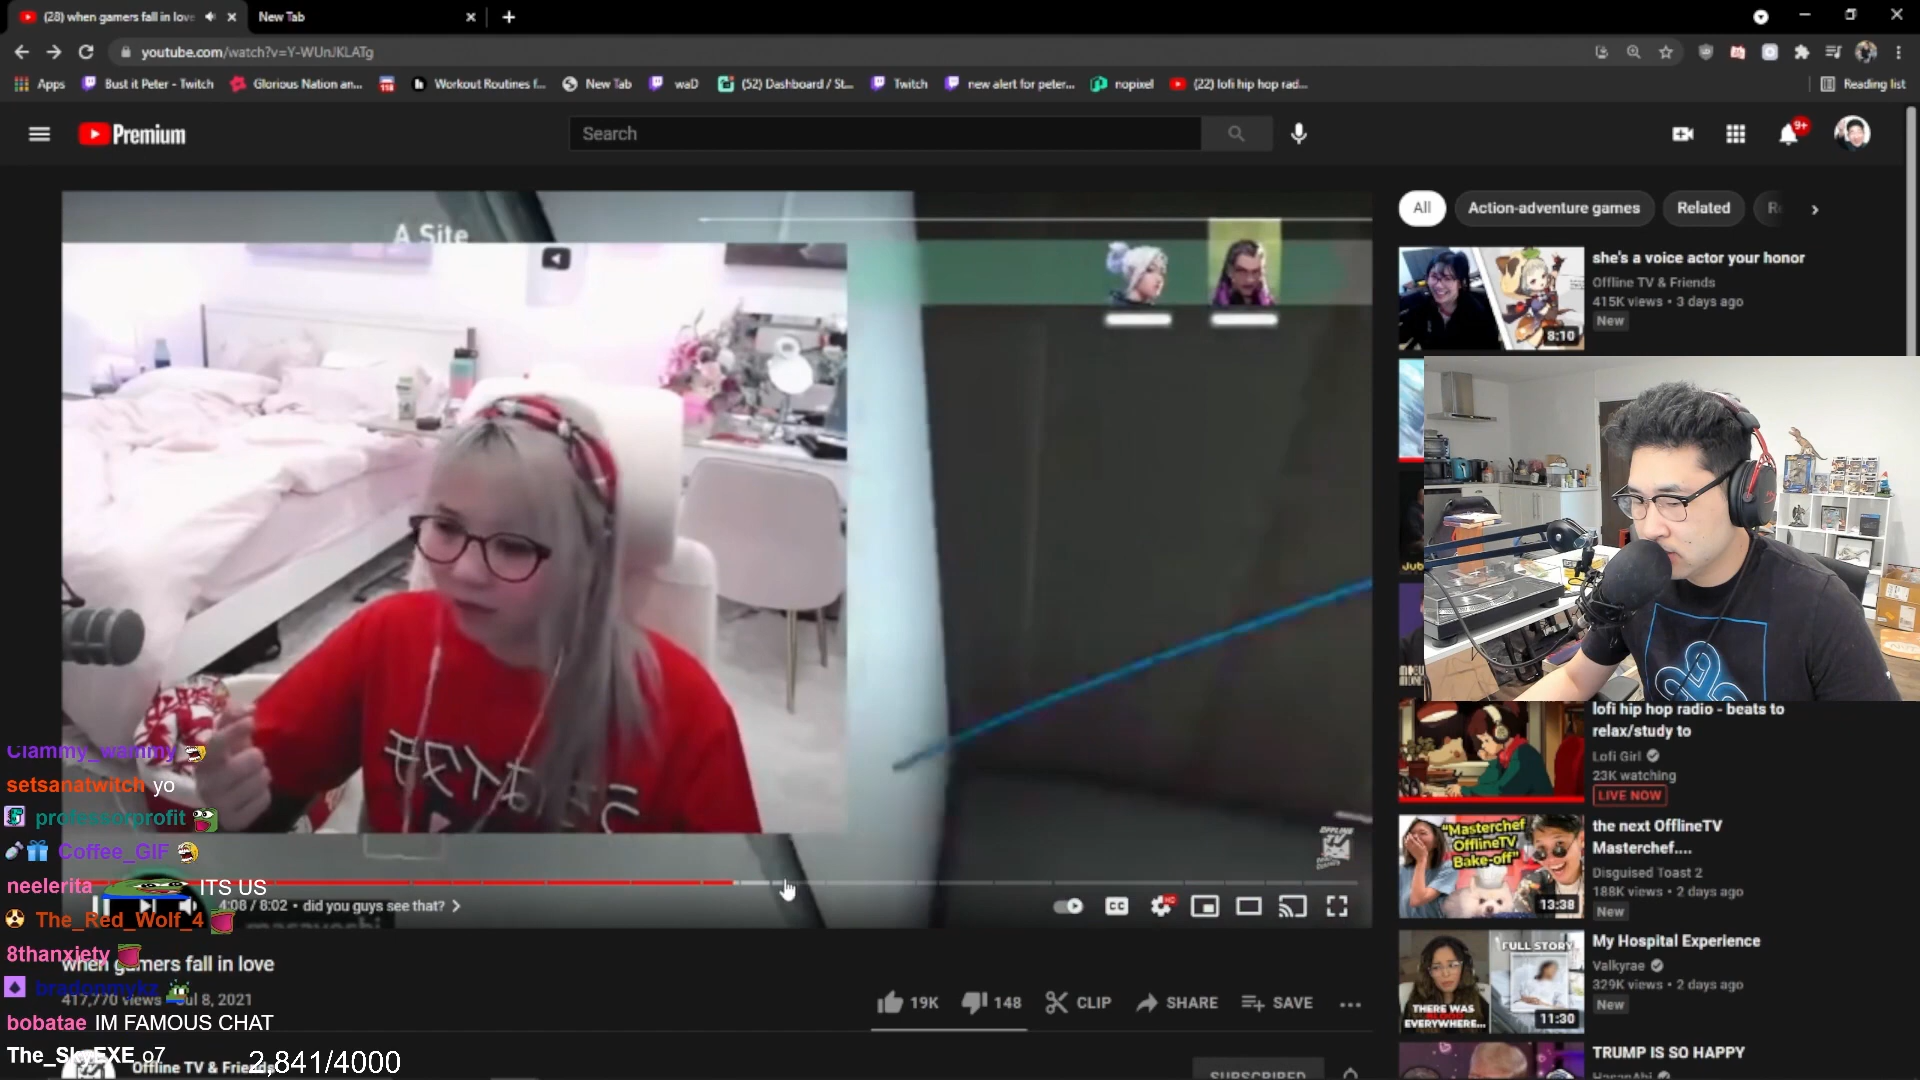 (28) when gamers fall in love
New Tab
youtube.com/watch?v=Y-WUnJKLATg
Apps
Bust it Peter - Twitch
Glorious Nation an...
Workout Routines f...
New Tab
waD
(52) Dashboard / St...
Twitch
new alert for peter...
nopixel
(22) lofi hip hop rad...
Reading list
Premium
Search
9+
All
Action-adventure games
Related
A Site
she's a voice actor your honor
Offline TV & Friends
415K views • 3 days ago
New
8:10
lofi hip hop radio - beats to
relax/study to
Lofi Girl
23K watching
LIVE NOW
"Masterchef
OfflineTV
Bake-off"
13:38
the next OfflineTV
Masterchef....
Disguised Toast 2
188K views • 2 days ago
New
FULL STORY
THERE WAS
EVERYWHERE...
11:30
My Hospital Experience
Valkyrae
329K views • 2 days ago
New
TRUMP IS SO HAPPY
HasanAbi
Clammy_wammy
setsanatwitch yo
professorprofit
Coffee_GIF
neelerita ITS US
The_Red_Wolf_4
8thanxiety
bradonmykz
bobatae IM FAMOUS CHAT
The_SkyEXE o7
4:08 / 8:02 • did you guys see that?
CC
HD
when gamers fall in love
417,770 views
Jul 8, 2021
19K
148
CLIP
SHARE
SAVE
Offline TV & Friends
2,841/4000
SUBSCRIBED